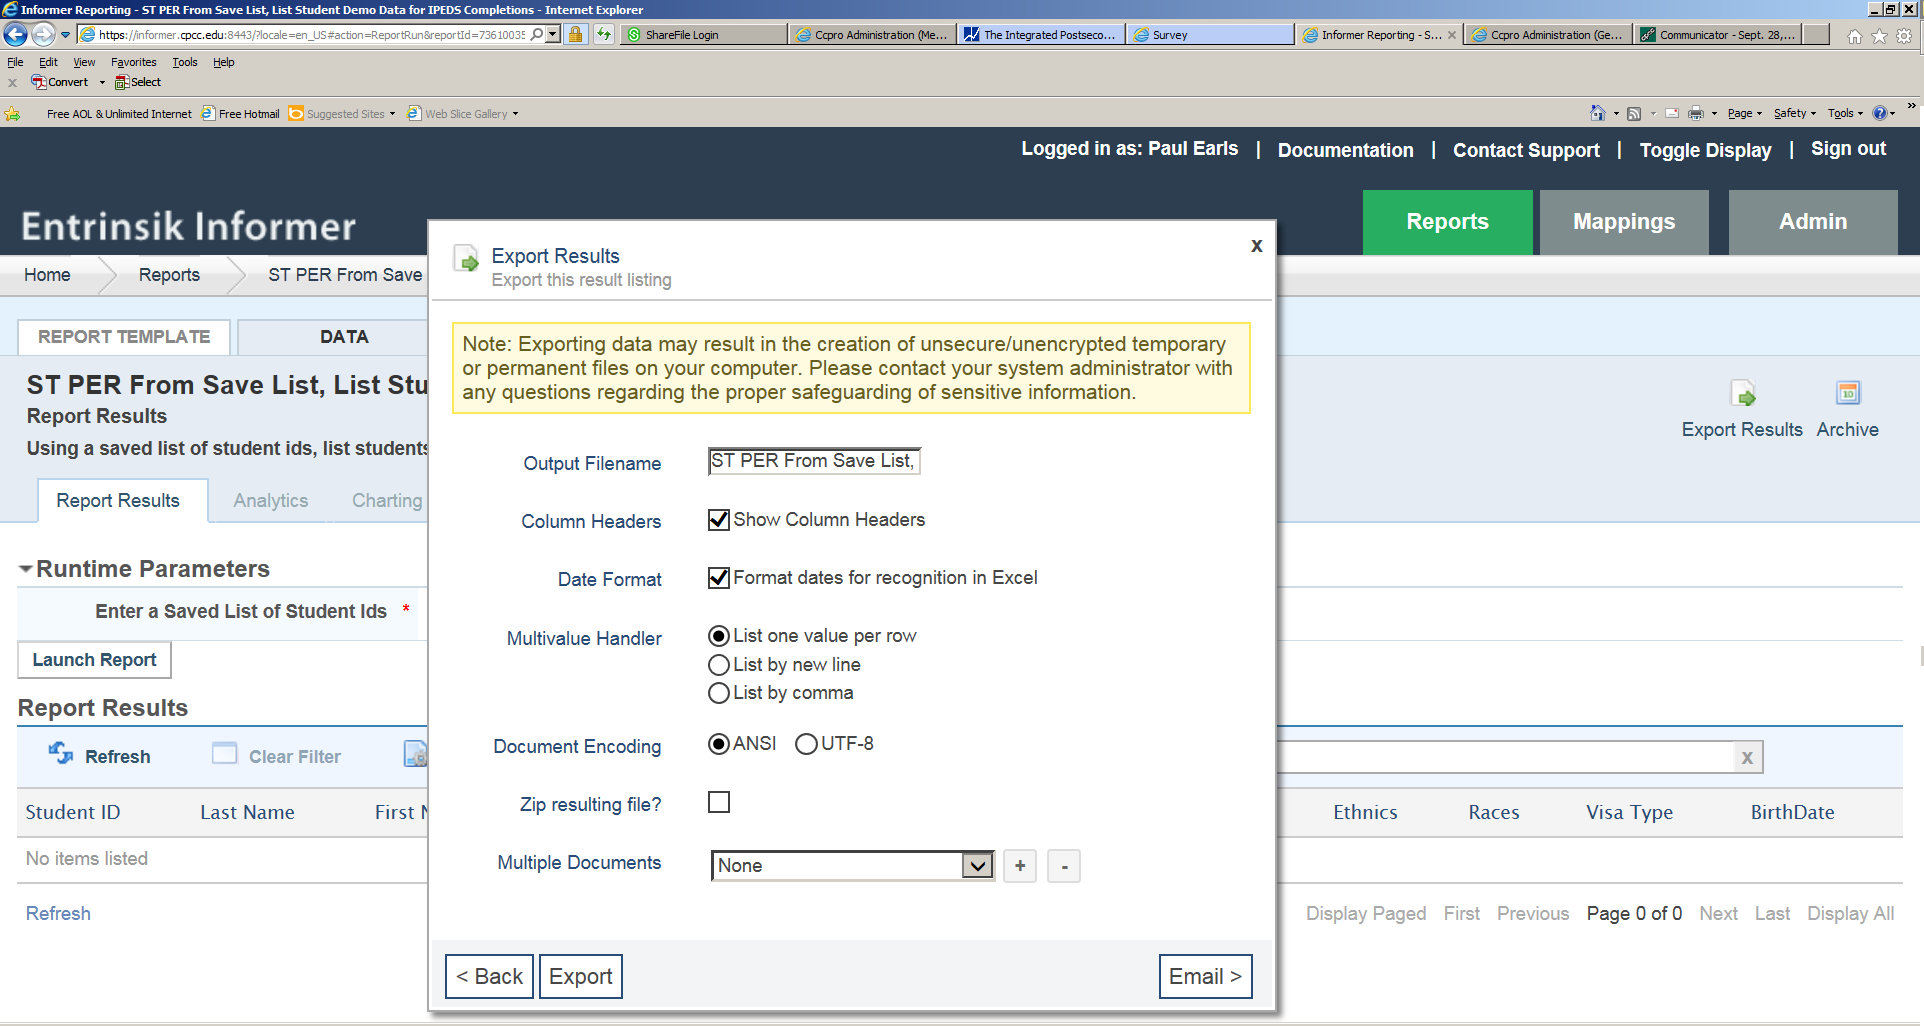 Informer Reporting - ST PER From Save List, List Student Demo Data for IPEDS Completions - Internet Explorer
https://informer.cpcc.edu:8443/?locale=en_US#action=ReportRun&reportId=73610035
ShareFile Login
Ccpro Administration (Me...
The Integrated Postseco...
Survey
Informer Reporting - S...
Ccpro Administration (Ge...
Communicator - Sept. 28,...
File Edit View Favorites Tools Help
x Convert Select
Free AOL & Unlimited Internet Free Hotmail Suggested Sites Web Slice Gallery Page Safety Tools »
Logged in as: Paul Earls | Documentation | Contact Support | Toggle Display | Sign out
Entrinsik Informer
Reports Mappings Admin
Home Reports ST PER From Save
REPORT TEMPLATE DATA
ST PER From Save List, List Stu
Report Results
Using a saved list of student ids, list students
Export Results Archive
Report Results Analytics Charting
Runtime Parameters
Enter a Saved List of Student Ids *
Launch Report
Report Results
Refresh Clear Filter x
Student ID Last Name First N Ethnics Races Visa Type BirthDate
No items listed
Refresh
Display Paged First Previous Page 0 of 0 Next Last Display All
Export Results x
Export this result listing
Note: Exporting data may result in the creation of unsecure/unencrypted temporary
or permanent files on your computer. Please contact your system administrator with
any questions regarding the proper safeguarding of sensitive information.
Output Filename ST PER From Save List,
Column Headers Show Column Headers
Date Format Format dates for recognition in Excel
Multivalue Handler List one value per row
List by new line
List by comma
Document Encoding ANSI UTF-8
Zip resulting file?
Multiple Documents None + -
< Back Export Email >